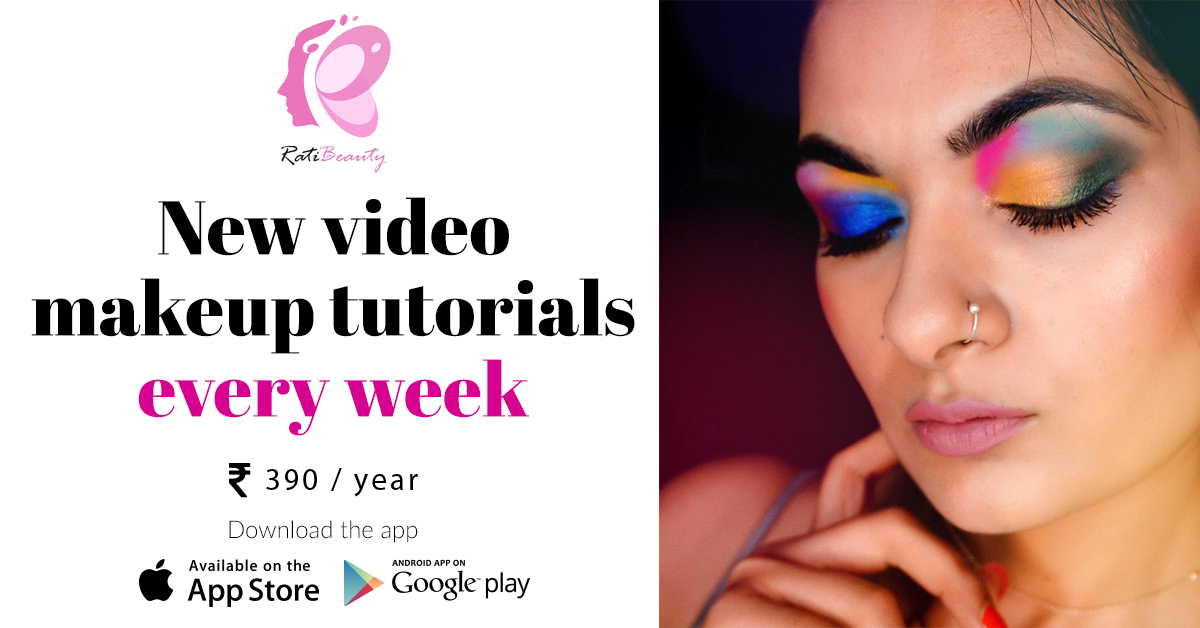 RatiBeauty
New video
makeup tutorials
every week
₹ 390 / year
Download the app
Available on the
App Store
ANDROID APP ON
Google play